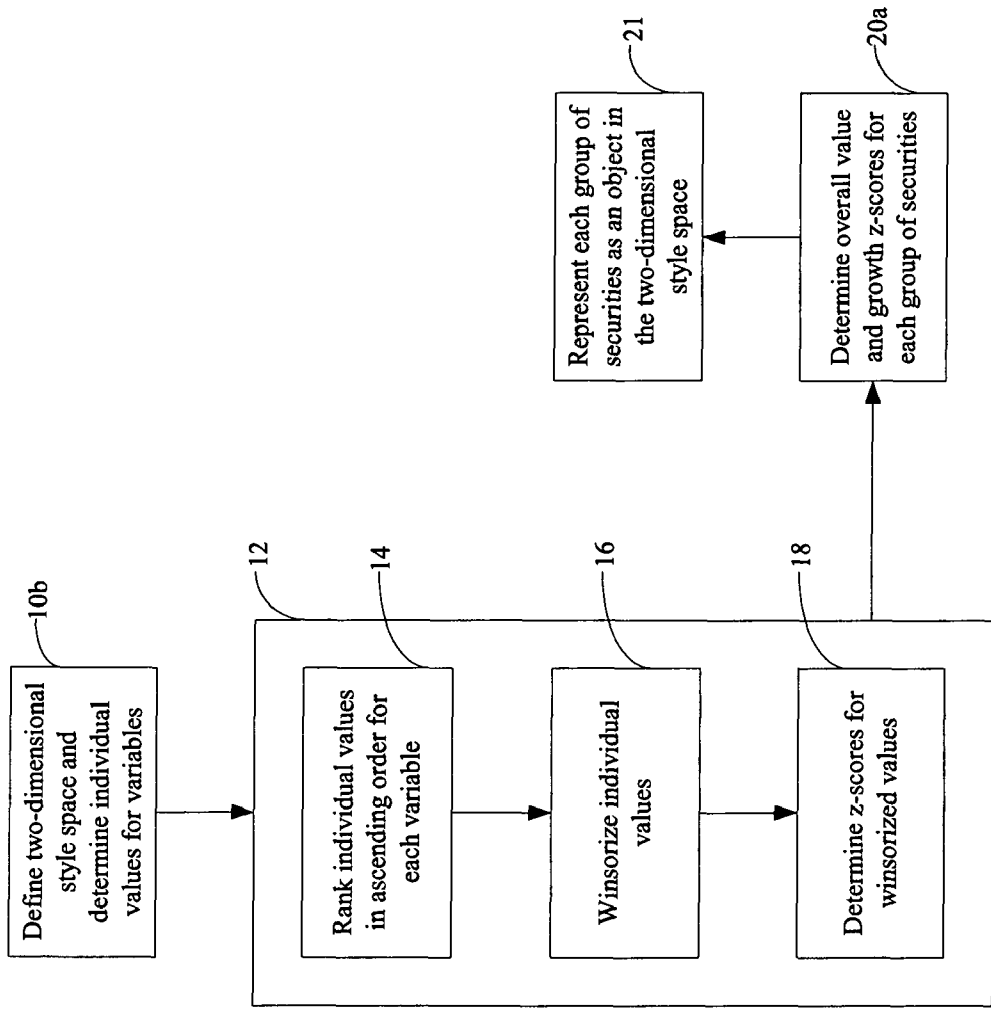 10b
Define two-dimensional
style space and
determine individual
values for variables
12
14
Rank individual values
in ascending order for
each variable
16
Winsorize individual
values
18
Determine z-scores for
winsorized values
21
Represent each group of
securities as an object in
the two-dimensional
style space
20a
Determine overall value
and growth z-scores for
each group of securities